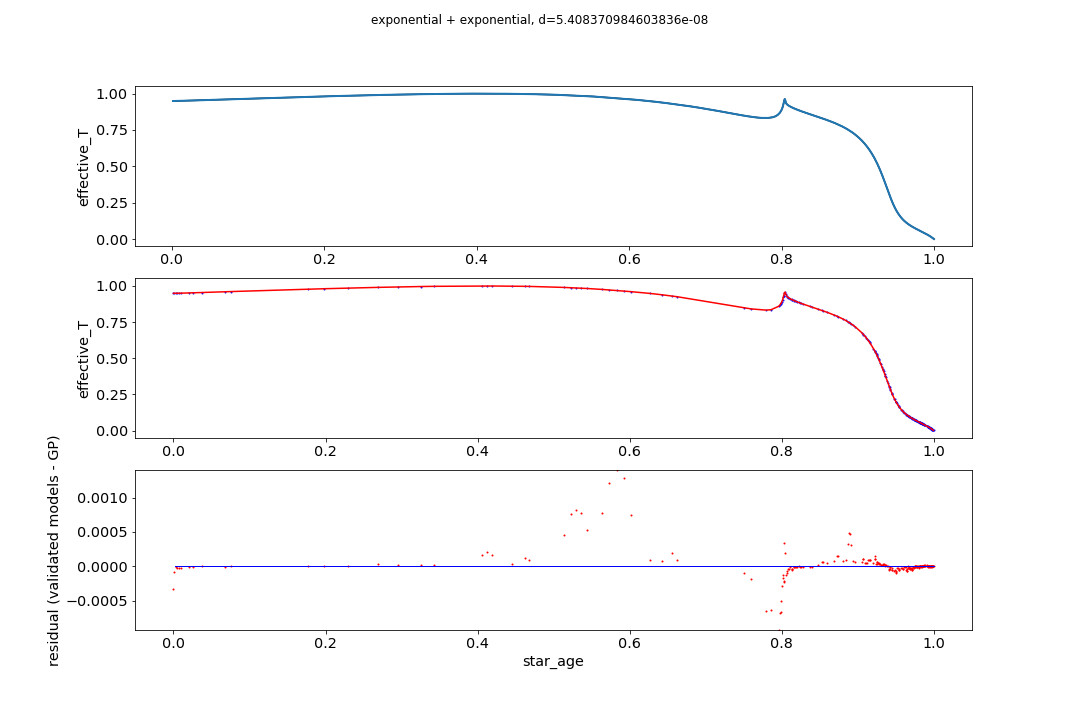 exponential + exponential, d=5.408370984603836e-08
effective_T
1.00
0.75
0.50
0.25
0.00
0.0 0.2 0.4 0.6 0.8 1.0
effective_T
1.00
0.75
0.50
0.25
0.00
0.0 0.2 0.4 0.6 0.8 1.0
residual (validated models - GP)
0.0010
0.0005
0.0000
−0.0005
0.0 0.2 0.4 0.6 0.8 1.0
star_age